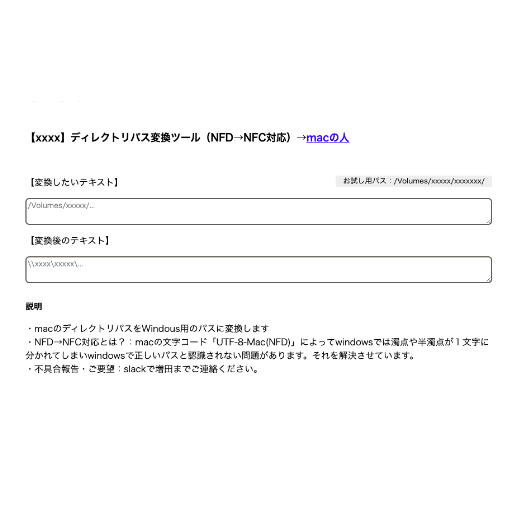 【xxxx】ディレクトリパス変換ツール（NFD→NFC対応）→macの人
【変換したいテキスト】
お試し用パス：/Volumes/xxxxx/xxxxxxx/
/Volumes/xxxxx/...
【変換後のテキスト】
\\xxxx\xxxxx\...
説明
・macのディレクトリパスをWindous用のパスに変換します
・NFD→NFC対応とは？：macの文字コード「UTF-8-Mac(NFD)」によってwindowsでは濁点や半濁点が１文字に
分かれてしまいwindowsで正しいパスと認識されない問題があります。それを解決させています。
・不具合報告・ご要望：slackで増田までご連絡ください。